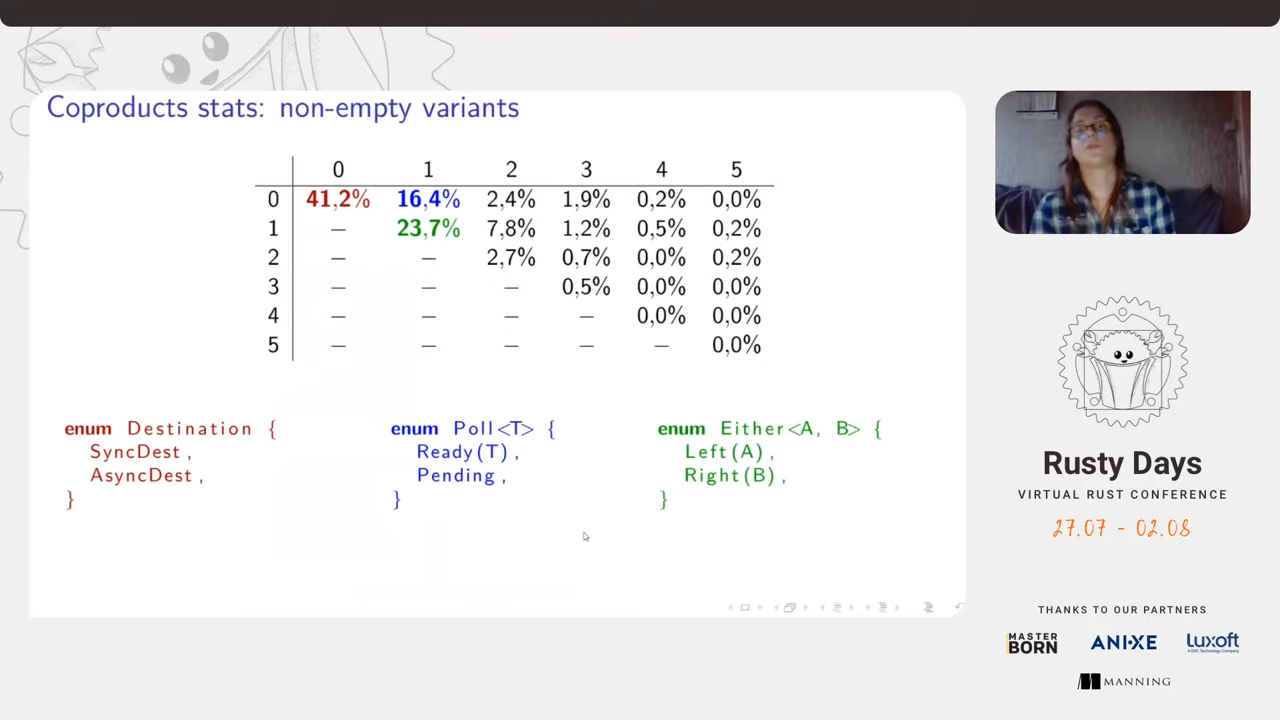 Coproducts stats: non-empty variants
0 1 2 3 4 5
0 41,2% 16,4% 2,4% 1,9% 0,2% 0,0%
1 – 23,7% 7,8% 1,2% 0,5% 0,2%
2 – – 2,7% 0,7% 0,0% 0,2%
3 – – – 0,5% 0,0% 0,0%
4 – – – – 0,0% 0,0%
5 – – – – – 0,0%
enum Destination {
SyncDest,
AsyncDest,
}
enum Poll<T> {
Ready(T),
Pending,
}
enum Either<A, B> {
Left(A),
Right(B),
}
Rusty Days
VIRTUAL RUST CONFERENCE
27.07 - 02.08
THANKS TO OUR PARTNERS
MASTER
BORN
ANIXE
Luxoft
MANNING